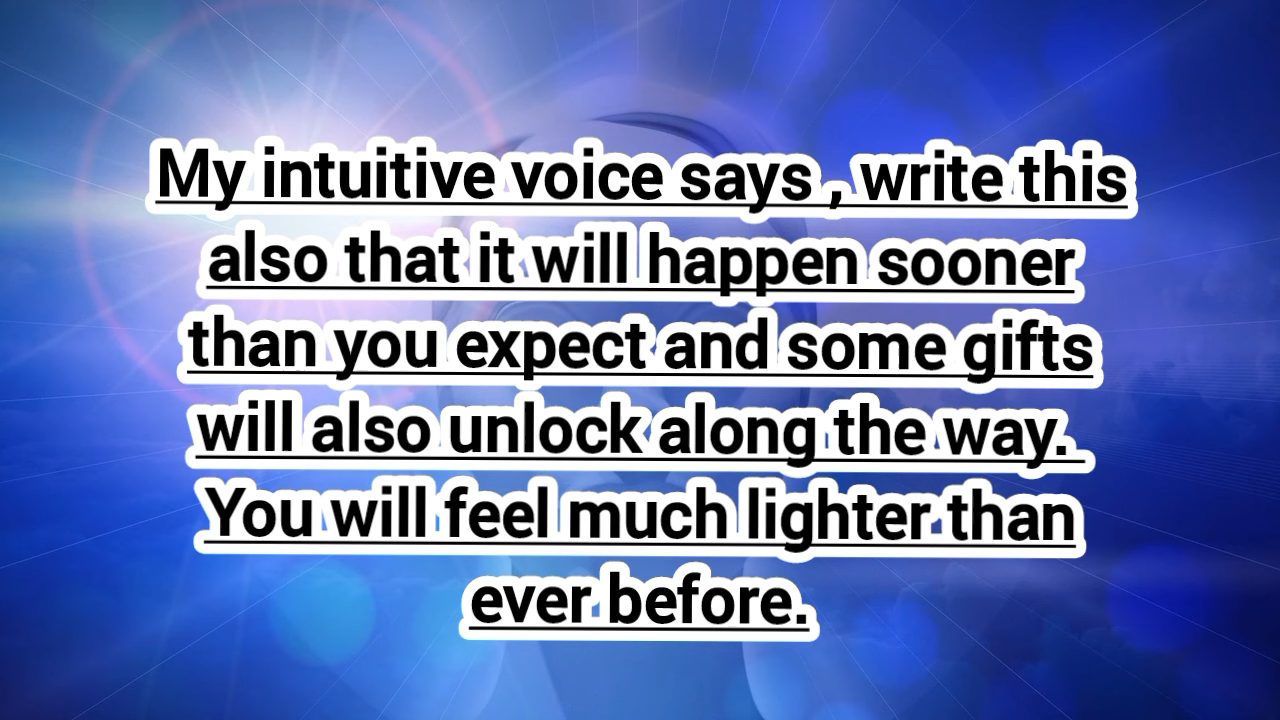 My intuitive voice says , write this
also that it will happen sooner
than you expect and some gifts
will also unlock along the way.
You will feel much lighter than
ever before.